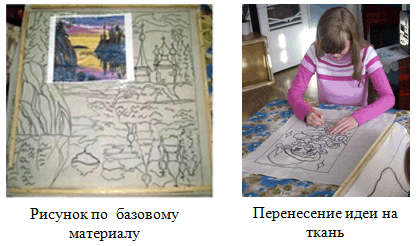 Рисунок по базовому
материалу
Перенесение идеи на
ткань